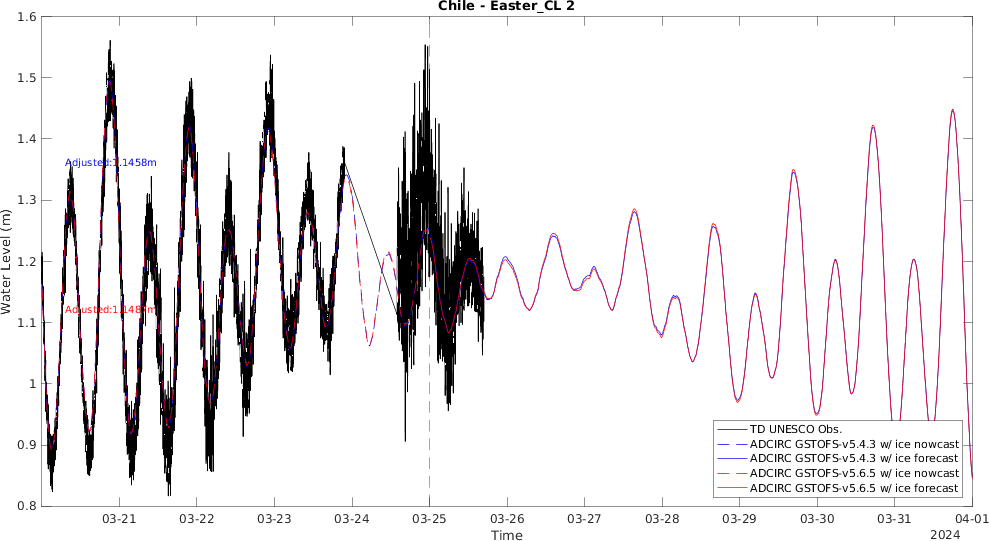 Chile - Easter_CL 2
1.6
1.5
1.4
1.3
1.2
1.1
1
0.9
0.8
Water Level (m)
Adjusted:1.1458m
TD UNESCO Obs.
ADCIRC GSTOFS-v5.4.3 w/ ice nowcast
ADCIRC GSTOFS-v5.4.3 w/ ice forecast
ADCIRC GSTOFS-v5.6.5 w/ ice nowcast
ADCIRC GSTOFS-v5.6.5 w/ ice forecast
03-21
03-22
03-23
03-24
03-25
03-26
03-27
03-28
03-29
03-30
03-31
04-01
Time
2024